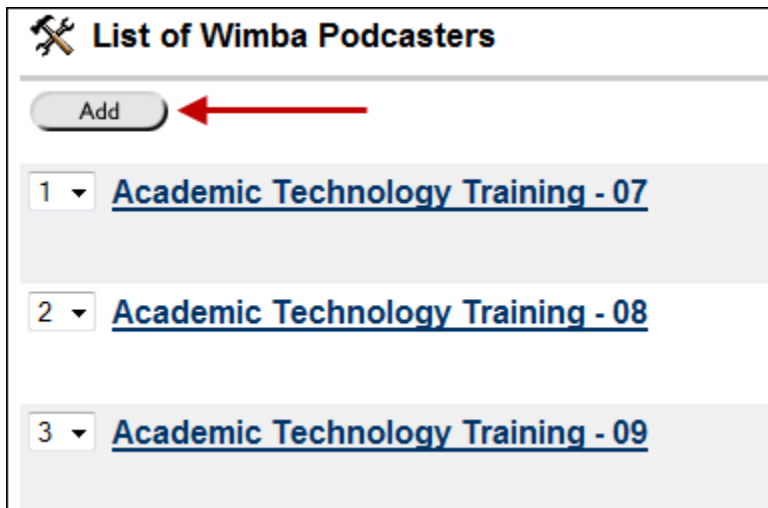 List of Wimba Podcasters
Add
1 Academic Technology Training - 07
2 Academic Technology Training - 08
3 Academic Technology Training - 09